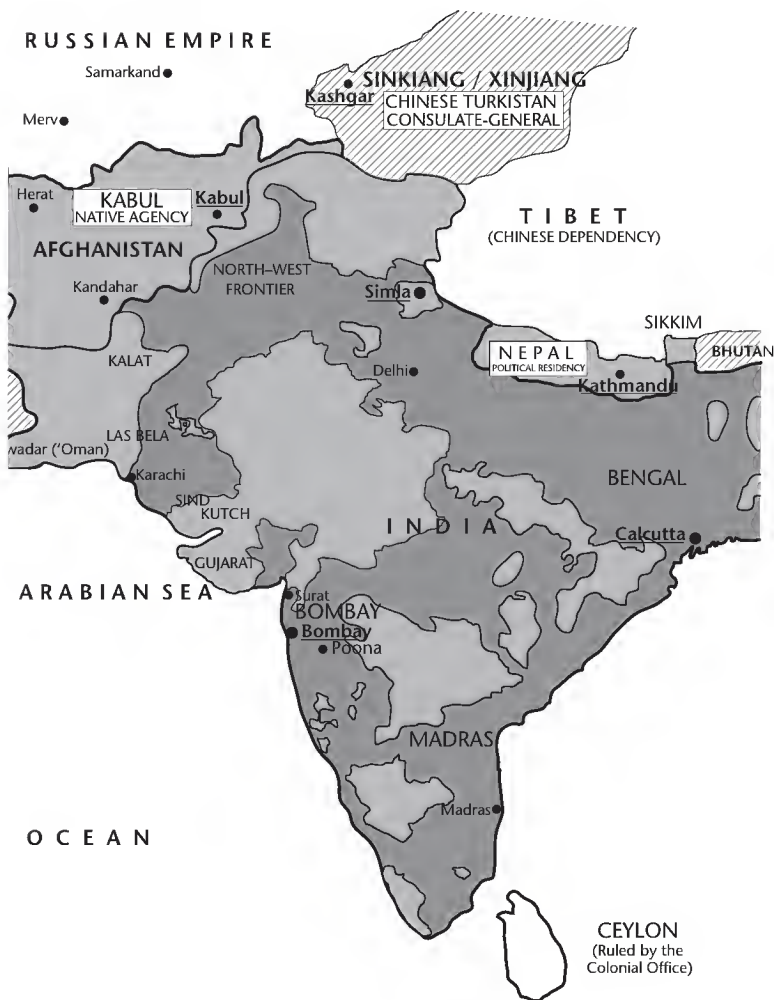 RUSSIAN EMPIRE
Samarkand
SINKIANG / XINJIANG
Kashgar
CHINESE TURKISTAN
CONSULATE-GENERAL
Merv
Herat
KABUL
NATIVE AGENCY
Kabul
TIBET
(CHINESE DEPENDENCY)
AFGHANISTAN
NORTH–WEST
FRONTIER
Kandahar
Simla
SIKKIM
KALAT
NEPAL
POLITICAL RESIDENCY
BHUTAN
Delhi
Kathmandu
LAS BELA
wadar ('Oman)
Karachi
BENGAL
SIND
KUTCH
INDIA
Calcutta
GUJARAT
ARABIAN SEA
Surat
BOMBAY
Bombay
Poona
MADRAS
Madras
OCEAN
CEYLON
(Ruled by the
Colonial Office)